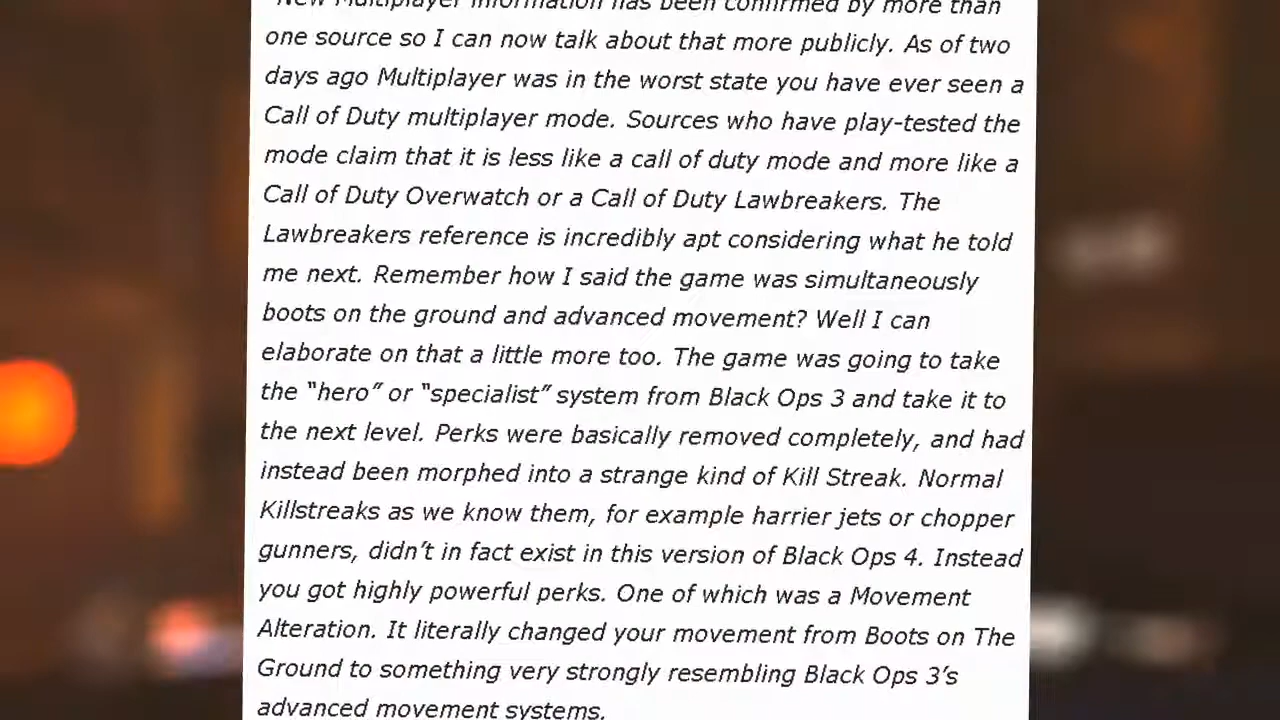 New Multiplayer information has been confirmed by more than
one source so I can now talk about that more publicly. As of two
days ago Multiplayer was in the worst state you have ever seen a
Call of Duty multiplayer mode. Sources who have play-tested the
mode claim that it is less like a call of duty mode and more like a
Call of Duty Overwatch or a Call of Duty Lawbreakers. The
Lawbreakers reference is incredibly apt considering what he told
me next. Remember how I said the game was simultaneously
boots on the ground and advanced movement? Well I can
elaborate on that a little more too. The game was going to take
the "hero" or "specialist" system from Black Ops 3 and take it to
the next level. Perks were basically removed completely, and had
instead been morphed into a strange kind of Kill Streak. Normal
Killstreaks as we know them, for example harrier jets or chopper
gunners, didn't in fact exist in this version of Black Ops 4. Instead
you got highly powerful perks. One of which was a Movement
Alteration. It literally changed your movement from Boots on The
Ground to something very strongly resembling Black Ops 3's
advanced movement systems.